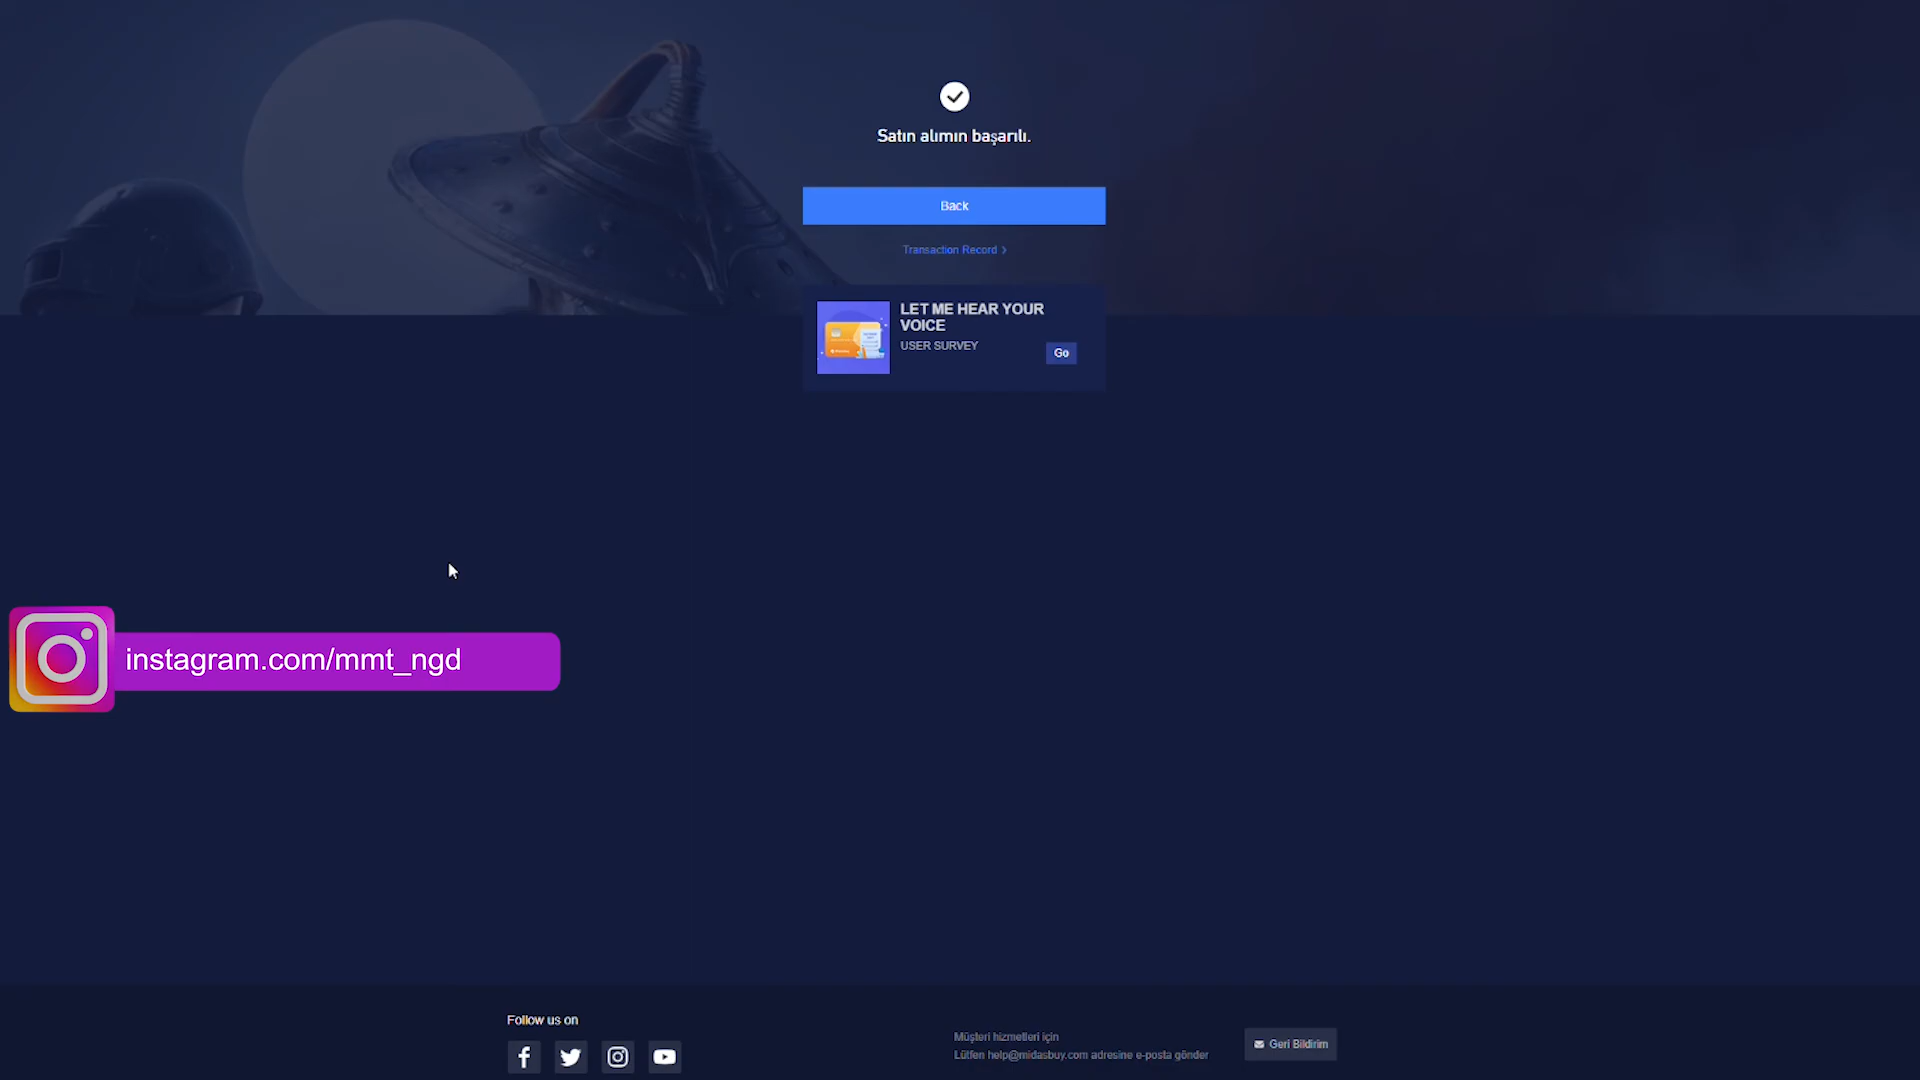 Satın alımın başarılı.
Back
Transaction Record >
LET ME HEAR YOUR
VOICE
USER SURVEY
Go
instagram.com/mmt_ngd
Follow us on
Müşteri hizmetleri için
Lütfen help@midasbuy.com adresine e-posta gönder
Geri Bildirim